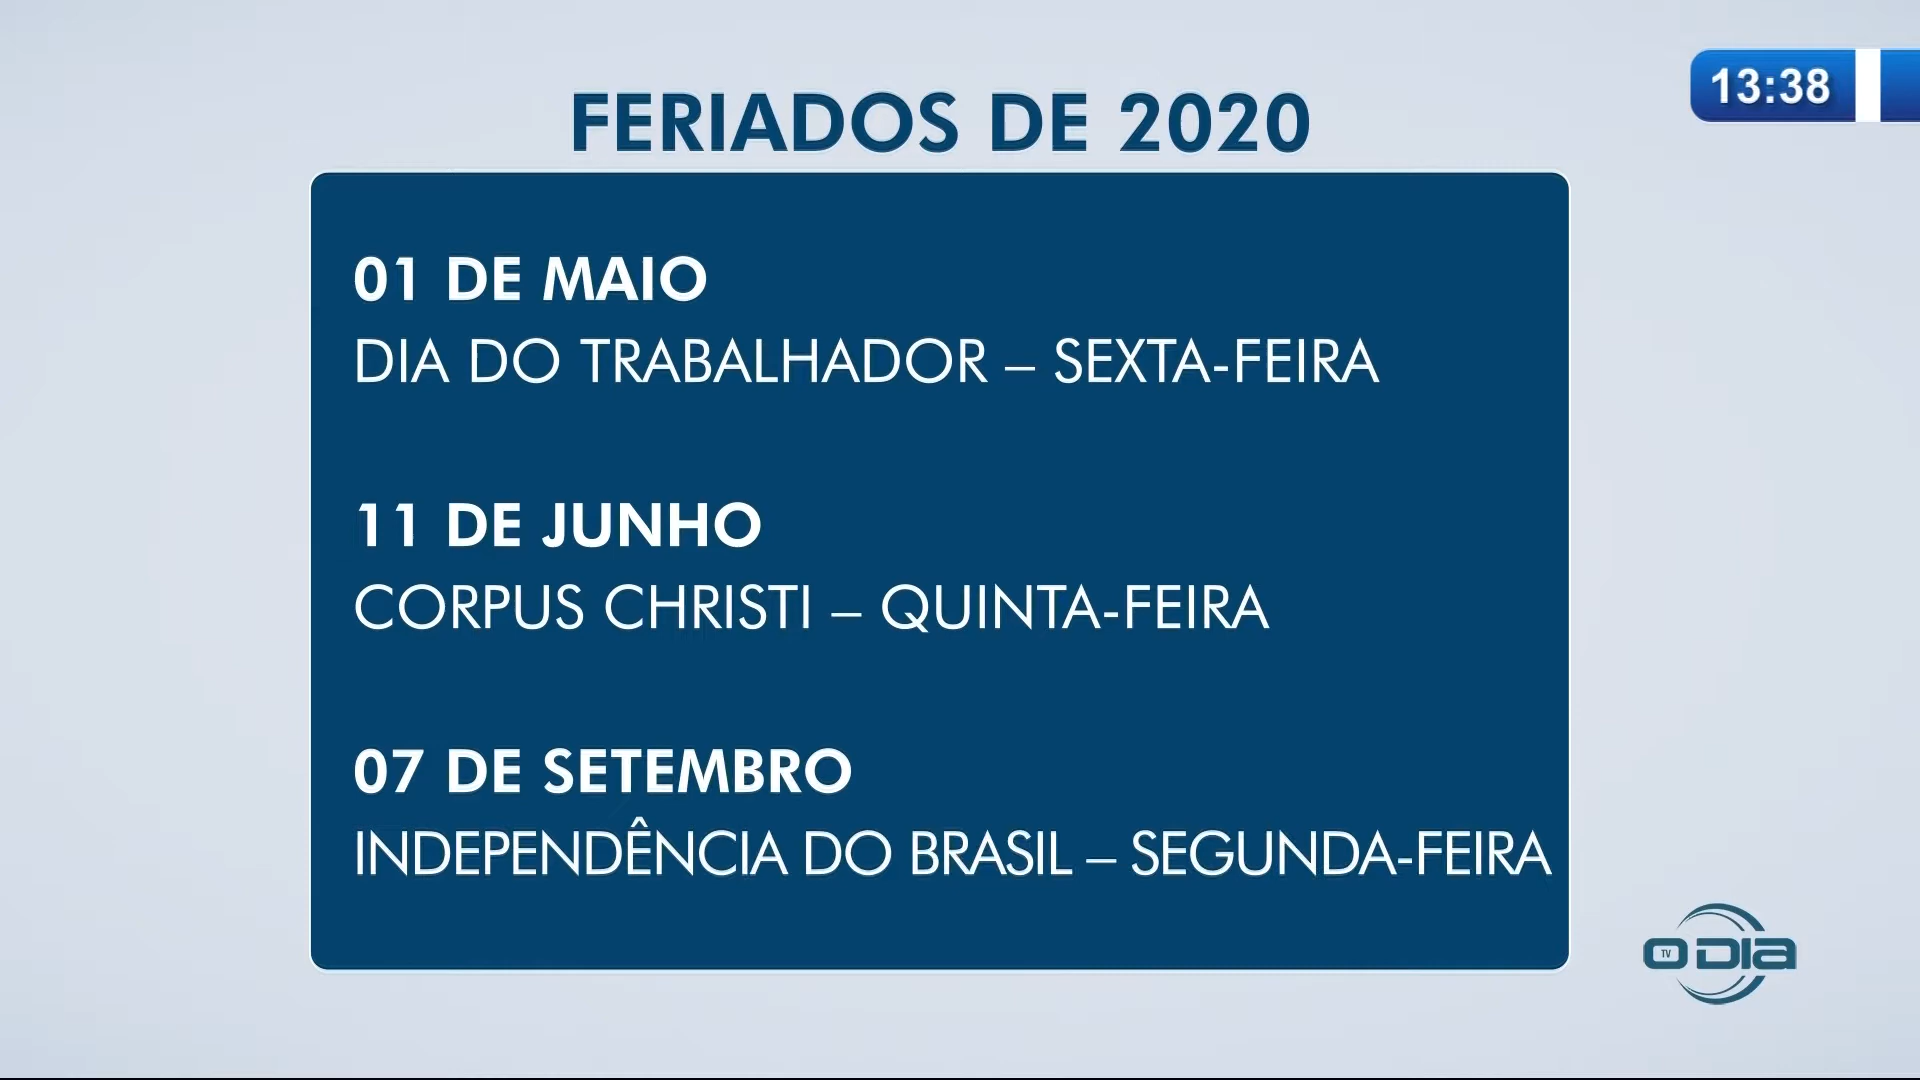 13:38
FERIADOS DE 2020
01 DE MAIO
DIA DO TRABALHADOR – SEXTA-FEIRA
11 DE JUNHO
CORPUS CHRISTI – QUINTA-FEIRA
07 DE SETEMBRO
INDEPENDÊNCIA DO BRASIL – SEGUNDA-FEIRA
TV
O DIA